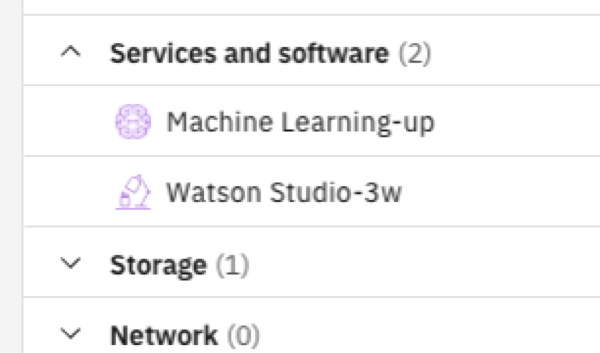 Services and software (2)
Machine Learning-up
Watson Studio-3w
Storage (1)
Network (0)